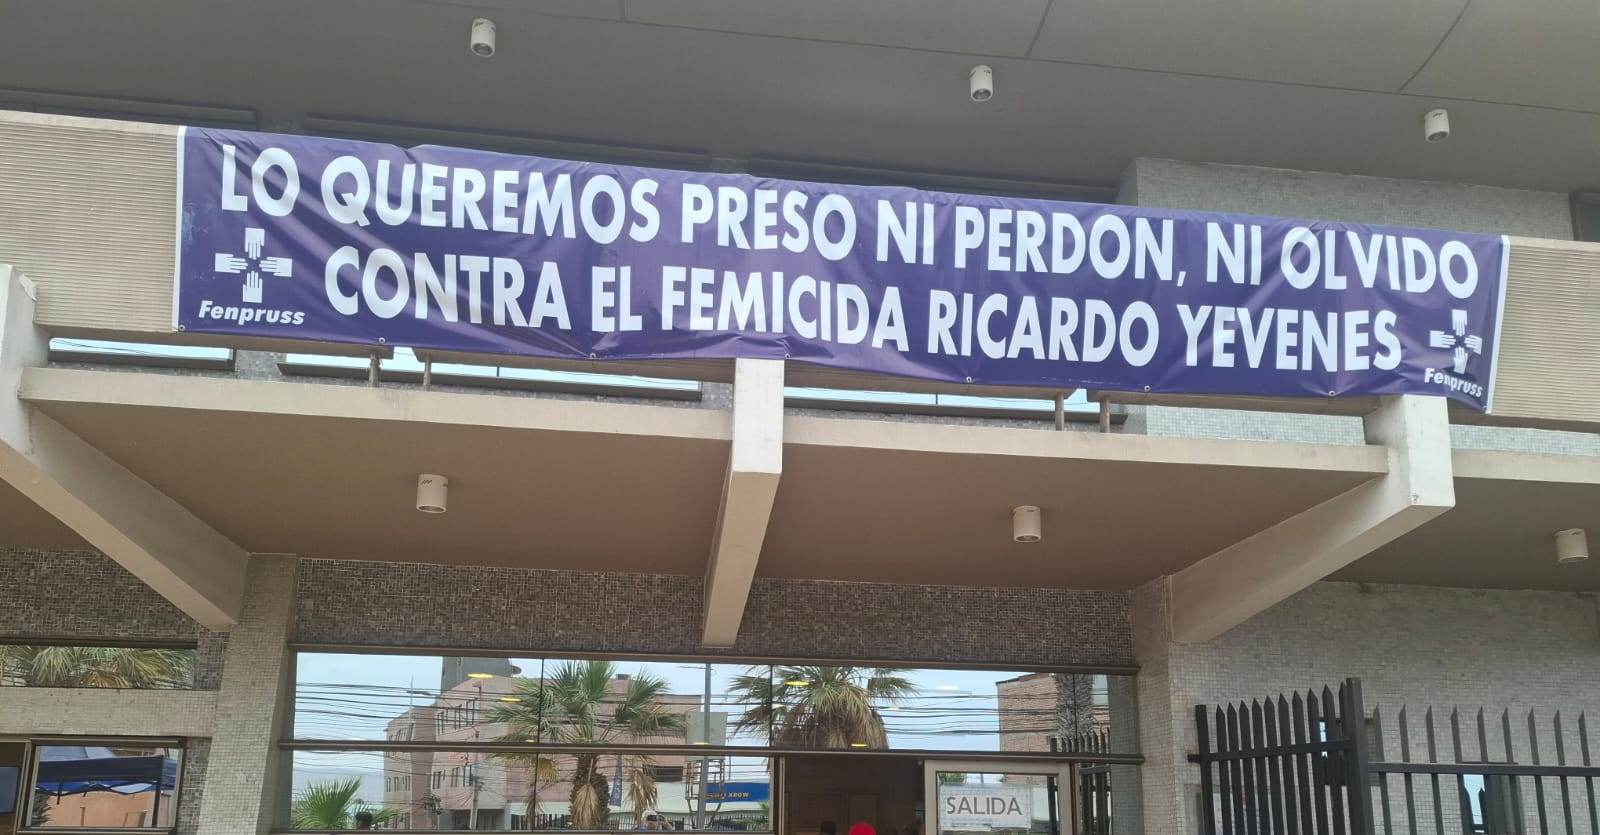 LO QUEREMOS PRESO NI PERDON, NI OLVIDO
CONTRA EL FEMICIDA RICARDO YEVENES
Fenpruss
Fenpruss
SALIDA